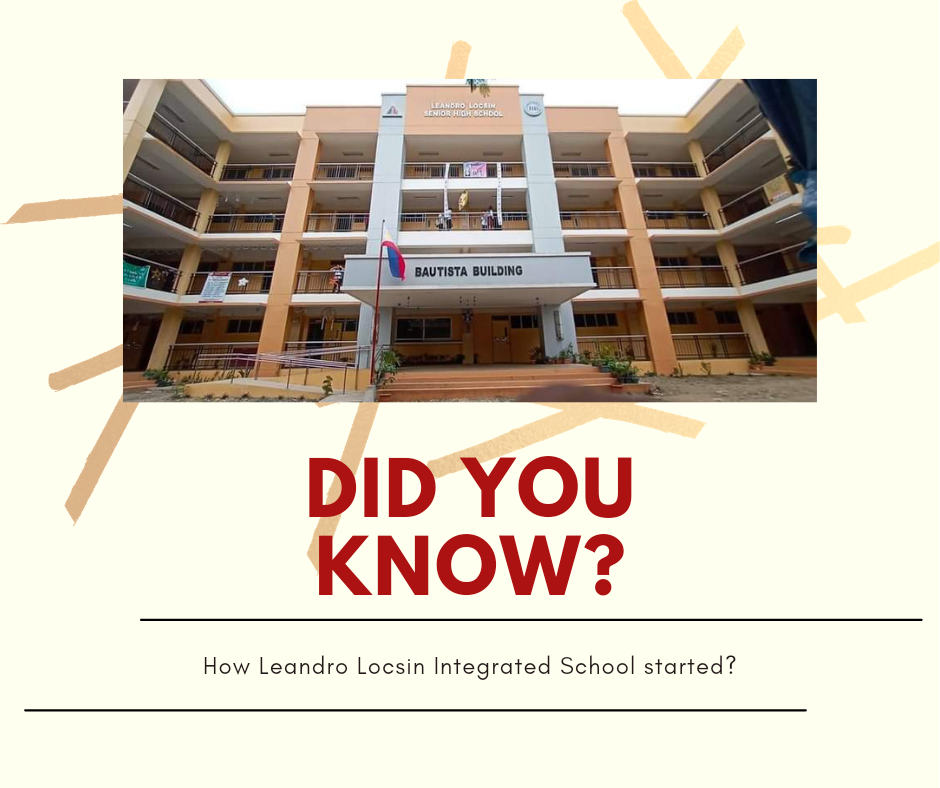 LEANDRO LOCSIN
SENIOR HIGH SCHOOL
BAUTISTA BUILDING
DID YOU
KNOW?
How Leandro Locsin Integrated School started?